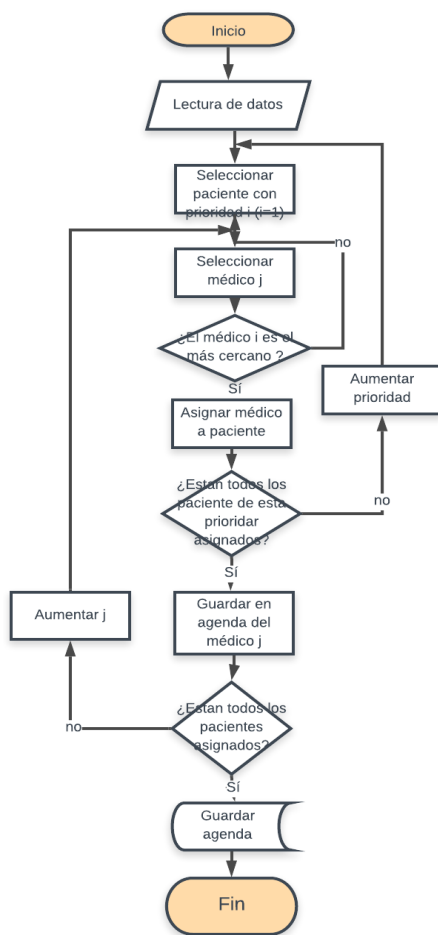 Inicio
Lectura de datos
Seleccionar
paciente con
prioridad i (i=1)
no
Seleccionar
médico j
¿El médico i es el
más cercano ?
Sí
Aumentar
prioridad
Asignar médico
a paciente
¿Estan todos los
paciente de esta
prioridar
asignados?
no
Sí
Aumentar j
Guardar en
agenda del
médico j
¿Estan todos los
pacientes
asignados?
no
Sí
Guardar
agenda
Fin